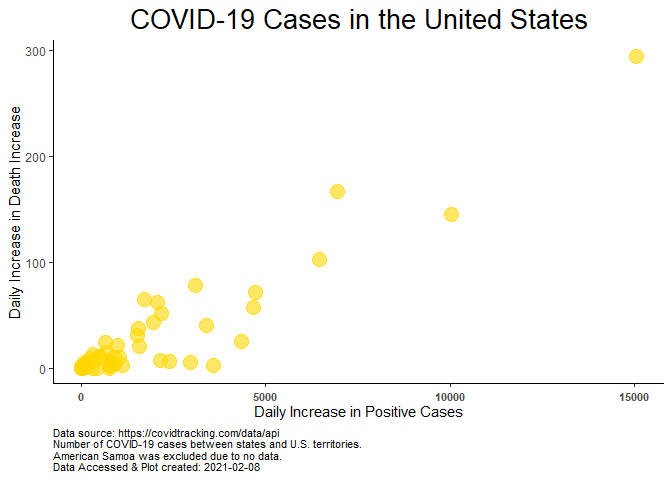 COVID-19 Cases in the United States
Daily Increase in Death Increase
300
200
100
0
0 5000 10000 15000
Daily Increase in Positive Cases
Data source: https://covidtracking.com/data/api
Number of COVID-19 cases between states and U.S. territories.
American Samoa was excluded due to no data.
Data Accessed & Plot created: 2021-02-08